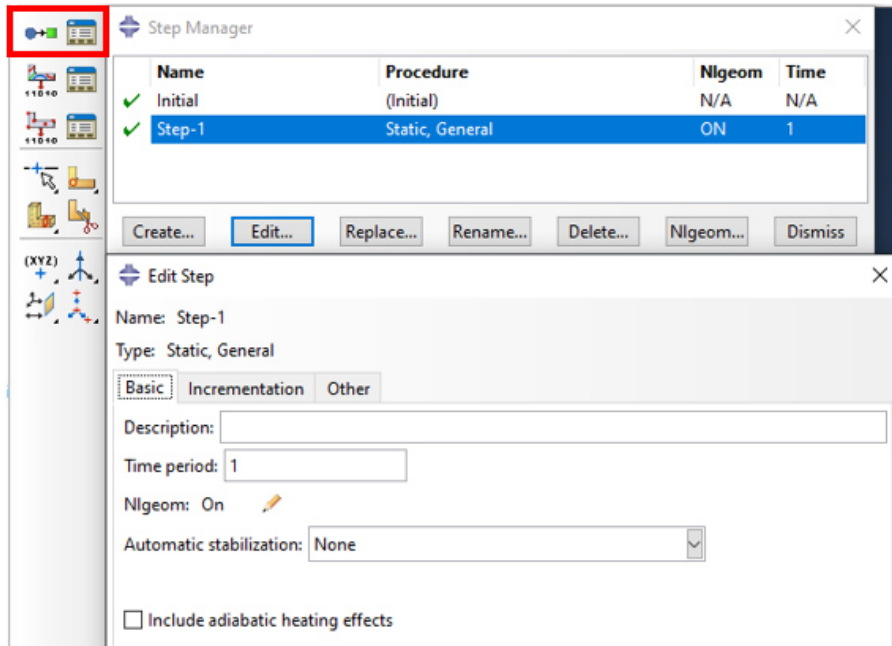 Step Manager
Name Procedure Nlgeom Time
Initial (Initial) N/A N/A
Step-1 Static, General ON 1
Create... Edit... Replace... Rename... Delete... Nlgeom... Dismiss
11010
11010
(XYZ)
Edit Step
Name: Step-1
Type: Static, General
Basic Incrementation Other
Description:
Time period: 1
Nlgeom: On
Automatic stabilization: None
Include adiabatic heating effects